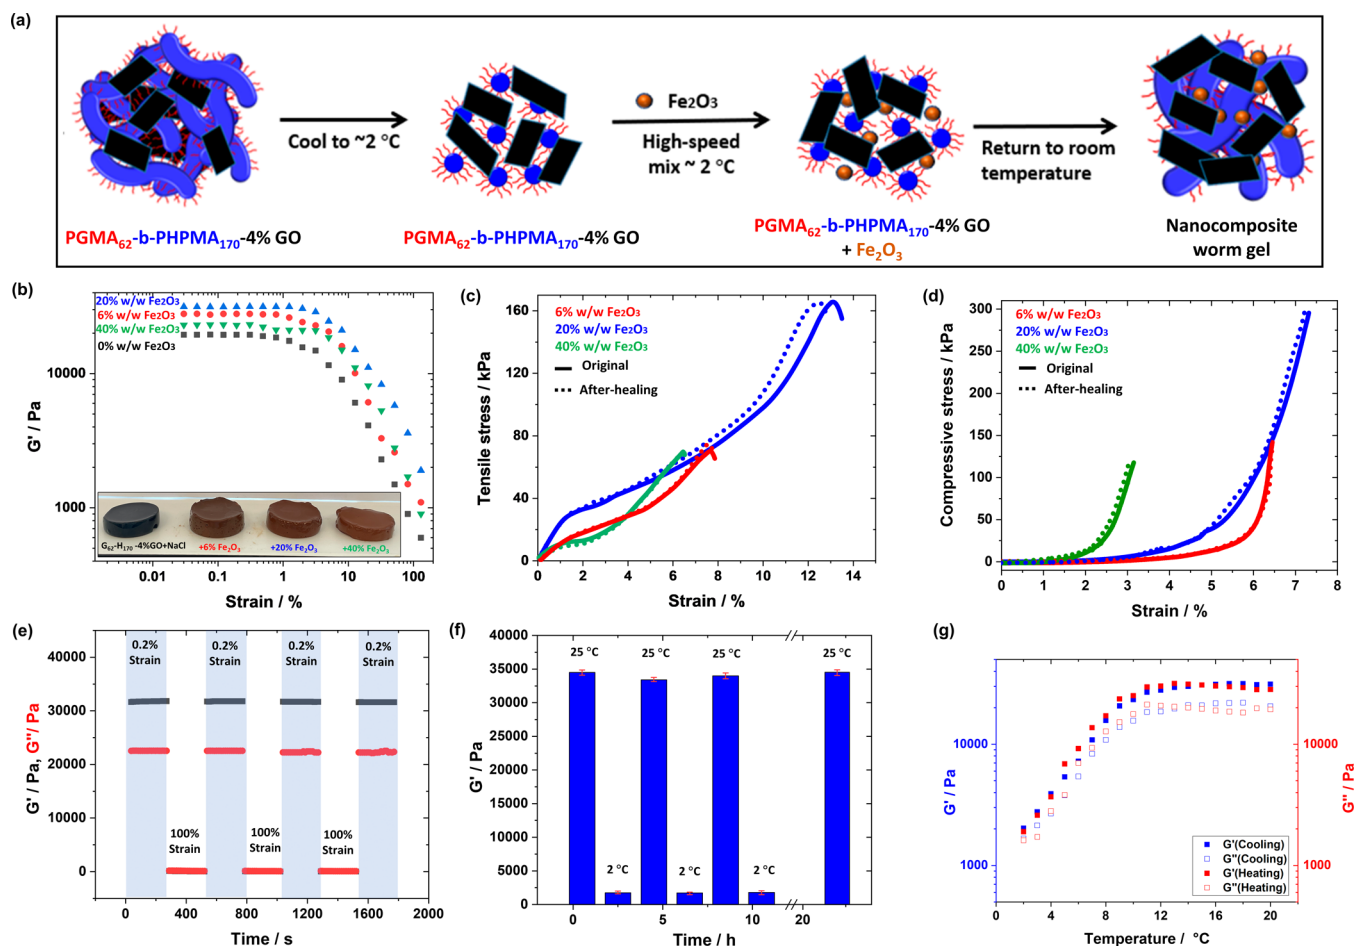 (a)
Cool to ~2 °C
Fe2O3
High-speed
mix ~ 2 °C
Return to room
temperature
PGMA62-b-PHPMA170-4% GO
PGMA62-b-PHPMA170-4% GO
PGMA62-b-PHPMA170-4% GO
+ Fe2O3
Nanocomposite
worm gel
(b)
20% w/w Fe2O3
6% w/w Fe2O3
40% w/w Fe2O3
0% w/w Fe2O3
10000
1000
G' / Pa
G62-H170 -4%GO+NaCl
+6% Fe2O3
+20% Fe2O3
+40% Fe2O3
0.01 0.1 1 10 100
Strain / %
(c)
6% w/w Fe2O3
20% w/w Fe2O3
40% w/w Fe2O3
Original
After-healing
160
120
80
40
0
Tensile stress / kPa
0 2 4 6 8 10 12 14
Strain / %
(d)
6% w/w Fe2O3
20% w/w Fe2O3
40% w/w Fe2O3
Original
After-healing
300
250
200
150
100
50
0
Compressive stress / kPa
0 1 2 3 4 5 6 7 8
Strain / %
(e)
0.2%
Strain
0.2%
Strain
0.2%
Strain
0.2%
Strain
100%
Strain
100%
Strain
100%
Strain
40000
30000
20000
10000
0
G' / Pa, G''/ Pa
0 400 800 1200 1600 2000
Time / s
(f)
25 °C
25 °C
25 °C
25 °C
2 °C
2 °C
2 °C
40000
35000
30000
25000
20000
15000
10000
5000
0
G' / Pa
0 5 10 20
Time / h
(g)
10000
1000
G' / Pa
10000
1000
G'' / Pa
G'(Cooling)
G''(Cooling)
G'(Heating)
G''(Heating)
0 4 8 12 16 20
Temperature / °C